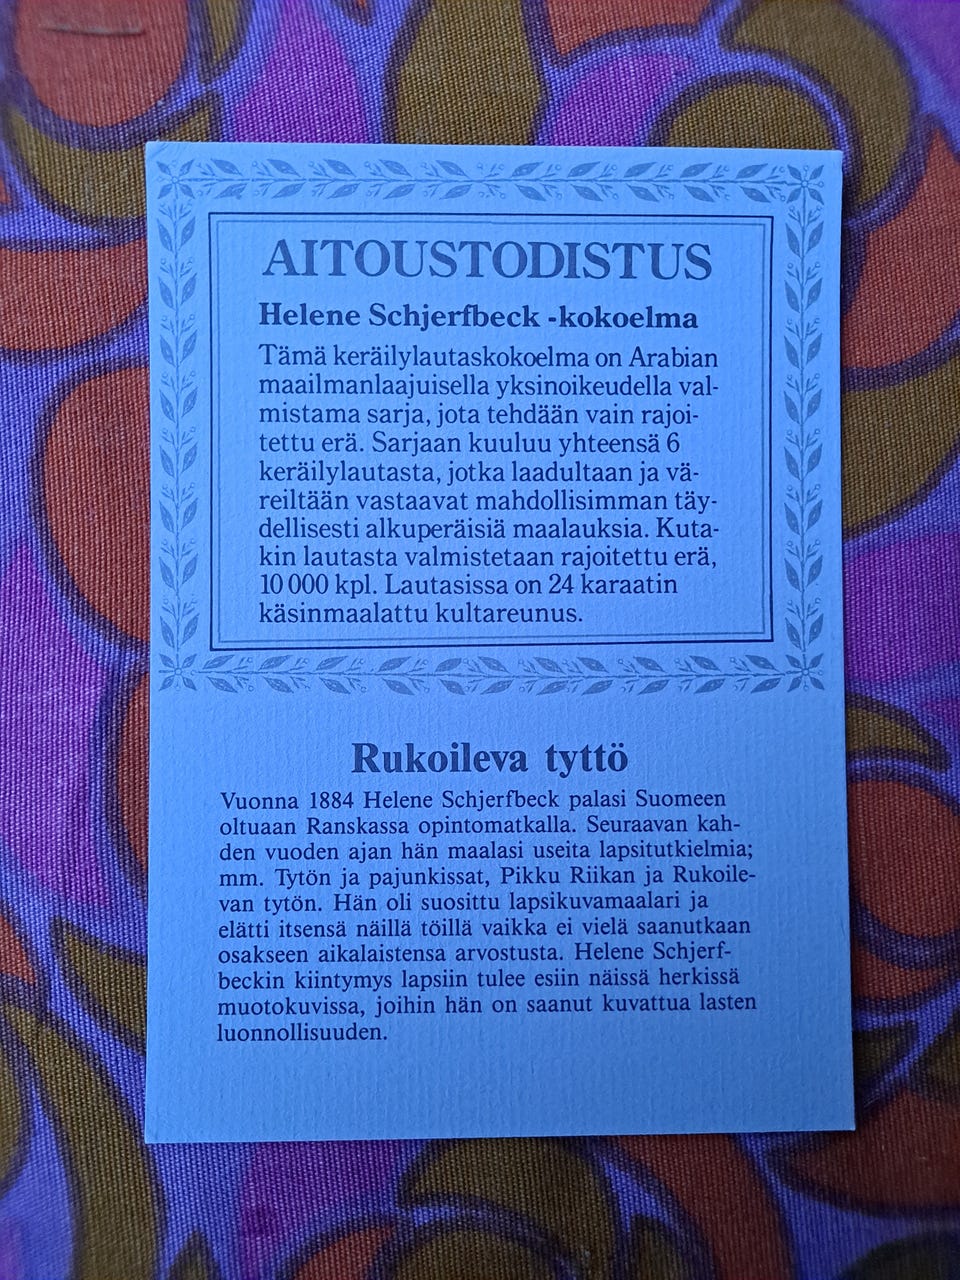 AITOUSTODISTUS
Helene Schjerfbeck -kokoelma
Tämä keräilylautaskokoelma on Arabian
maailmanlaajuisella yksinoikeudella val-
mistama sarja, jota tehdään vain rajoi-
tettu erä. Sarjaan kuuluu yhteensä 6
keräilylautasta, jotka laadultaan ja vä-
reiltään vastaavat mahdollisimman täy-
dellisesti alkuperäisiä maalauksia. Kuta-
kin lautasta valmistetaan rajoitettu erä,
10 000 kpl. Lautasissa on 24 karaatin
käsinmaalattu kultareunus.
Rukoileva tyttö
Vuonna 1884 Helene Schjerfbeck palasi Suomeen
oltuaan Ranskassa opintomatkalla. Seuraavan kah-
den vuoden ajan hän maalasi useita lapsitutkielmia;
mm. Tytön ja pajunkissat, Pikku Riikan ja Rukoile-
van tytön. Hän oli suosittu lapsikuvamaalari ja
elätti itsensä näillä töillä vaikka ei vielä saanutkaan
osakseen aikalaistensa arvostusta. Helene Schjerf-
beckin kiintymys lapsiin tulee esiin näissä herkissä
muotokuvissa, joihin hän on saanut kuvattua lasten
luonnollisuuden.